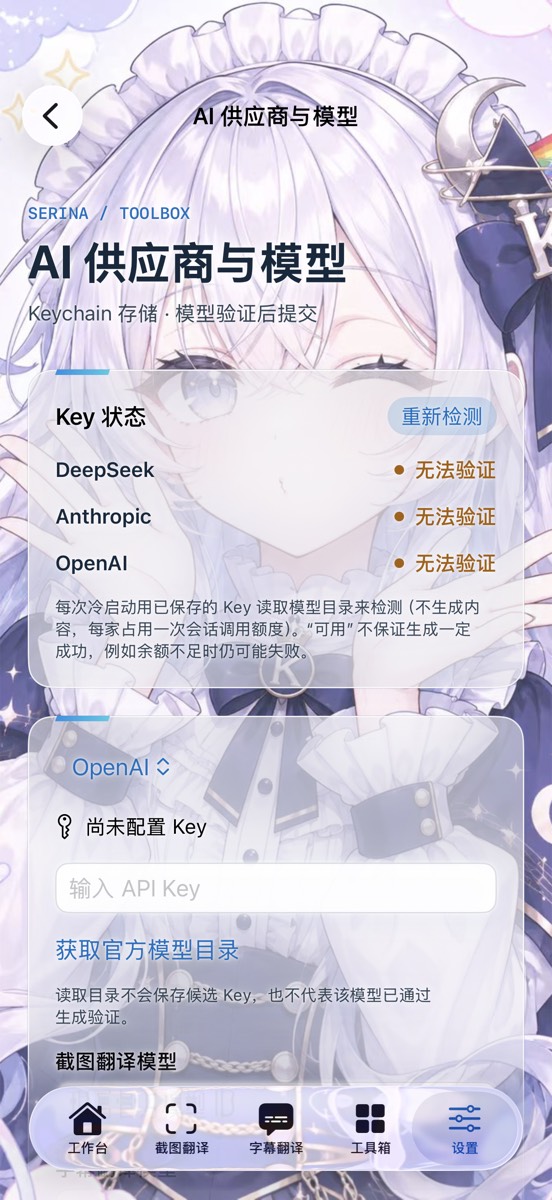 AI 供应商与模型
SERINA / TOOLBOX
AI 供应商与模型
Keychain 存储 · 模型验证后提交
Key 状态
重新检测
DeepSeek
无法验证
Anthropic
无法验证
OpenAI
无法验证
每次冷启动用已保存的 Key 读取模型目录来检测 (不生成内
容，每家占用一次会话调用额度)。“可用” 不保证生成一定
成功，例如余额不足时仍可能失败。
OpenAI
尚未配置 Key
输入 API Key
获取官方模型目录
读取目录不会保存候选 Key，也不代表该模型已通过
生成验证。
截图翻译模型
工作台
截图翻译
字幕翻译
工具箱
设置
K
K